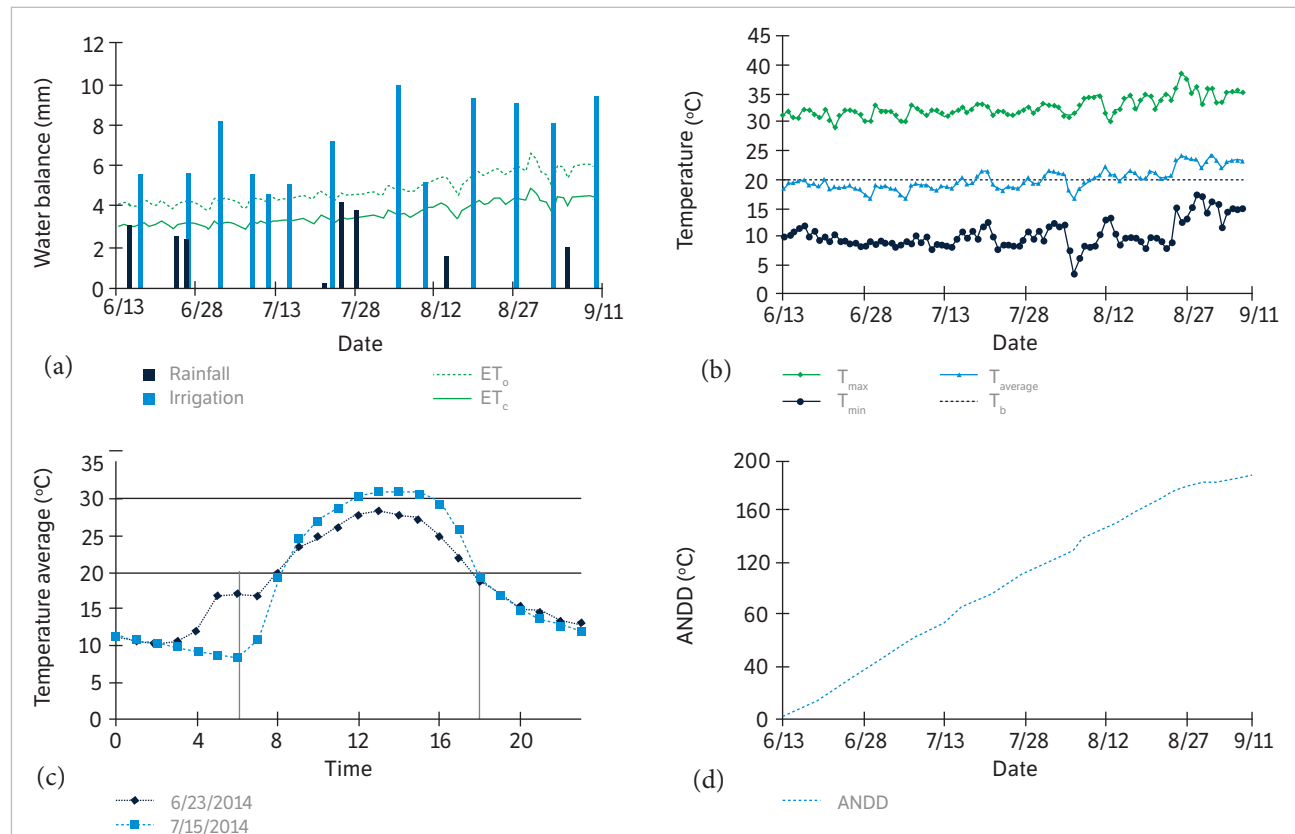 12
10
8
6
4
2
0
Water balance (mm)
6/13 6/28 7/13 7/28 8/12 8/27 9/11
Date
(a)
Rainfall
Irrigation
ETo
ETc
45
40
35
30
25
20
15
10
5
0
Temperature (oC)
6/13 6/28 7/13 7/28 8/12 8/27 9/11
Date
(b)
Tmax
Taverage
Tmin
Tb
35
30
25
20
15
10
5
0
Temperature average (oC)
0 4 8 12 16 20
Time
(c)
6/23/2014
7/15/2014
200
160
120
60
40
0
ANDD (oC)
6/13 6/28 7/13 7/28 8/12 8/27 9/11
Date
(d)
ANDD